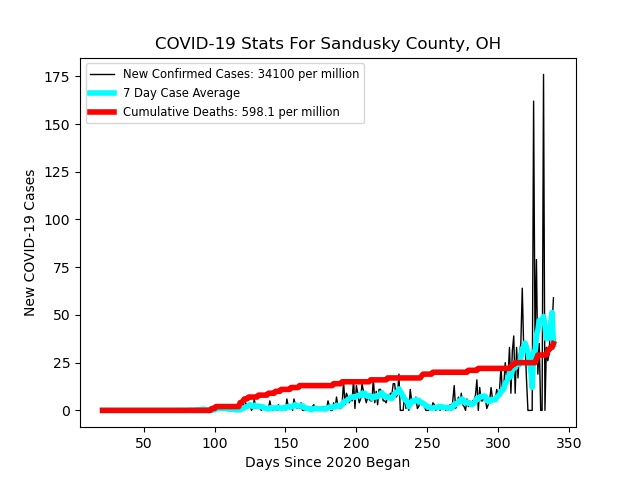 COVID-19 Stats For Sandusky County, OH
New Confirmed Cases: 34100 per million
7 Day Case Average
Cumulative Deaths: 598.1 per million
175
150
125
100
75
50
25
0
New COVID-19 Cases
50 100 150 200 250 300 350
Days Since 2020 Began